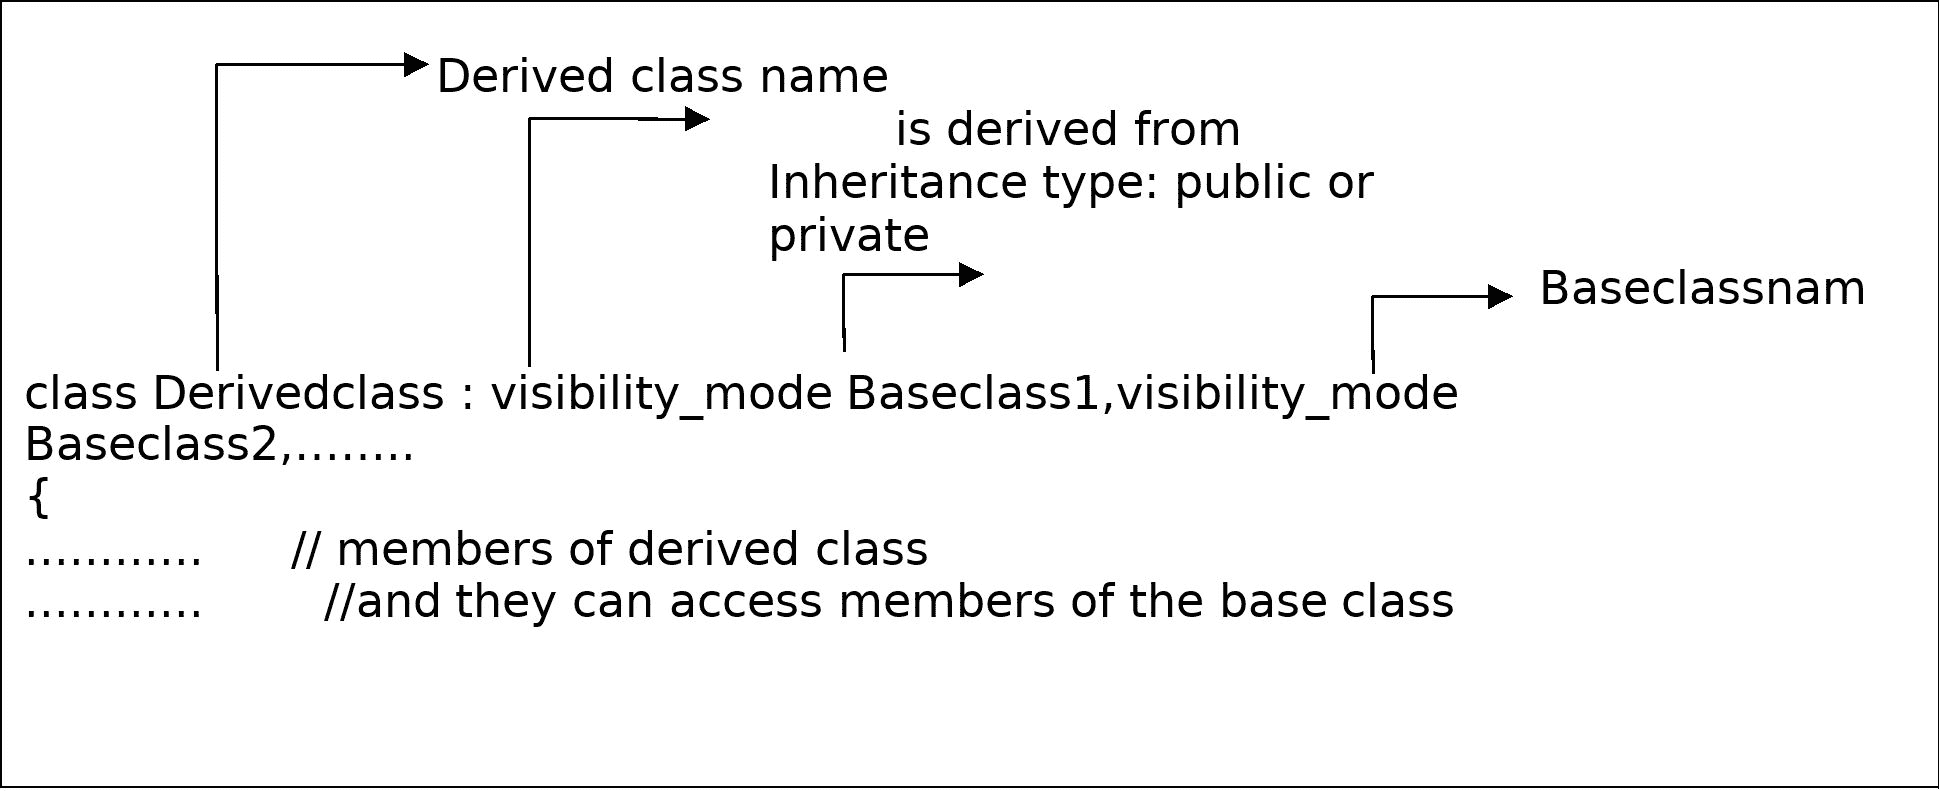 Derived class name
is derived from
Inheritance type: public or
private
Baseclassnam
class Derivedclass : visibility_mode Baseclass1,visibility_mode
Baseclass2,........
{
............ // members of derived class
............ //and they can access members of the base class